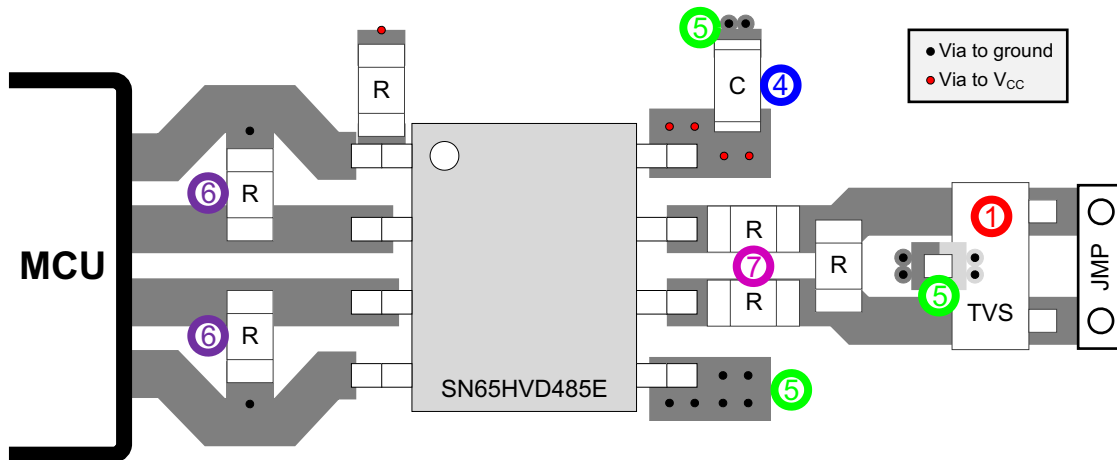 5
Via to ground
Via to VCC
R
C
4
R
6
1
R
MCU
7
R
JMP
R
5
TVS
6
R
SN65HVD485E
5